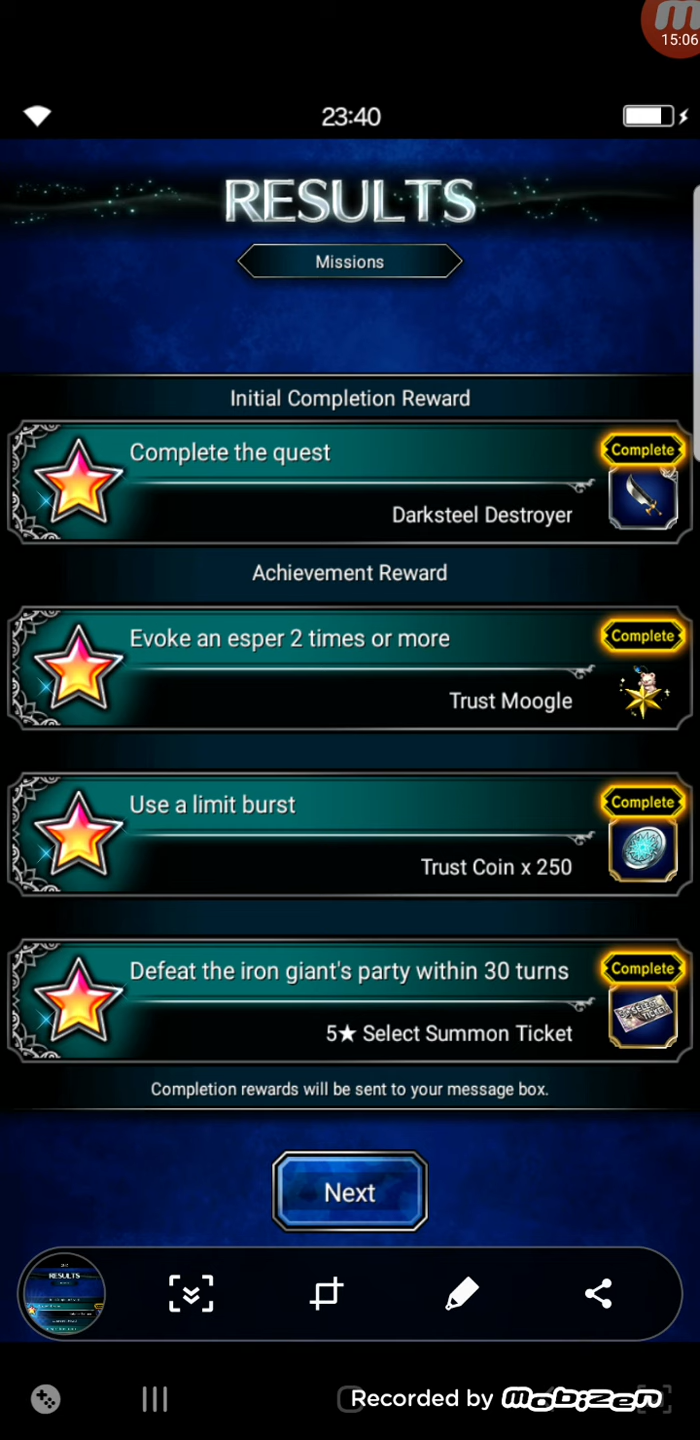 15:06
23:40
RESULTS
Missions
Initial Completion Reward
Complete the quest
Complete
Darksteel Destroyer
Achievement Reward
Evoke an esper 2 times or more
Complete
Trust Moogle
Use a limit burst
Complete
Trust Coin x 250
Defeat the iron giant's party within 30 turns
Complete
5★ Select Summon Ticket
Completion rewards will be sent to your message box.
Next
RESULTS
Recorded by mobizen